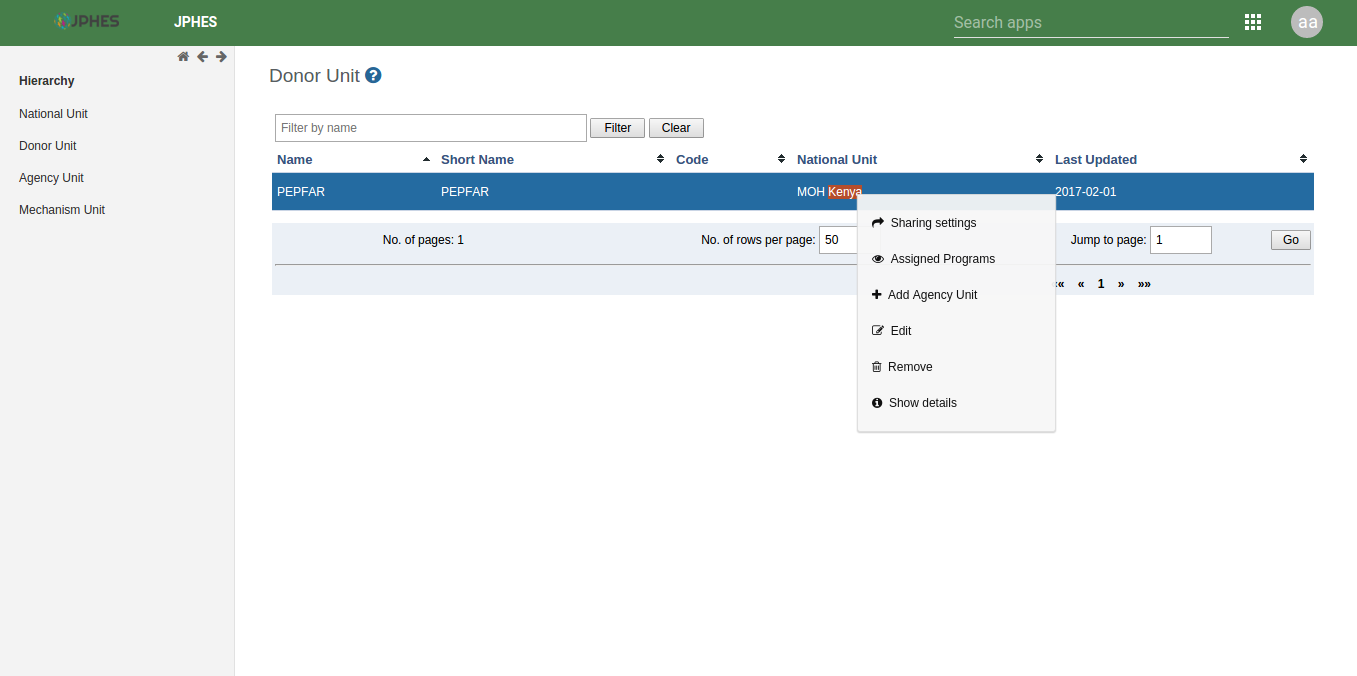 JPHES JPHES Search apps aa
Hierarchy
National Unit
Donor Unit
Agency Unit
Mechanism Unit
Donor Unit ?
Filter by name Filter Clear
Name Short Name Code National Unit Last Updated
PEPFAR PEPFAR MOH Kenya 2017-02-01
No. of pages: 1 No. of rows per page: 50 Jump to page: 1 Go
«« « 1 » »»
Sharing settings
Assigned Programs
Add Agency Unit
Edit
Remove
Show details